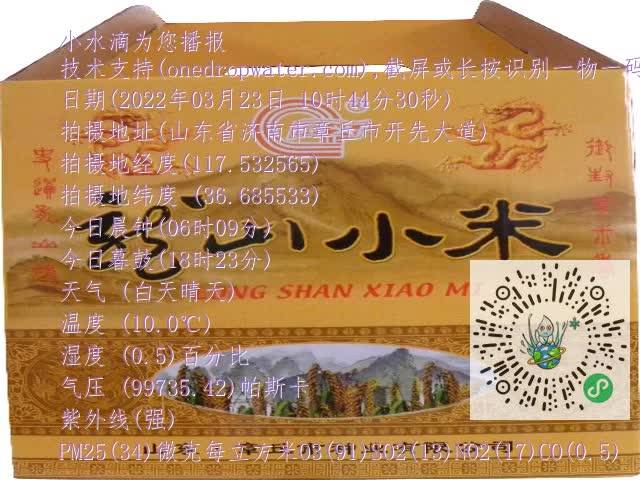 小水滴为您播报
技术支持(onedropwater.com),截屏或长按识别一物一码
日期(2022年03月23日 10时44分30秒)
拍摄地址(山东省济南市章丘市开先大道)
拍摄地经度(117.532565)
拍摄地纬度 (36.685533)
今日晨钟(06时09分)
今日暮鼓(18时23分)
龙山小米
LONG SHAN XIAO MI
天气 (白天晴天)
温度 (10.0℃)
湿度 (0.5)百分比
气压 (99735.42)帕斯卡
紫外线(强)
PM25(34)微克每立方米O3(91)SO2(13)NO2(17)CO(0.5)